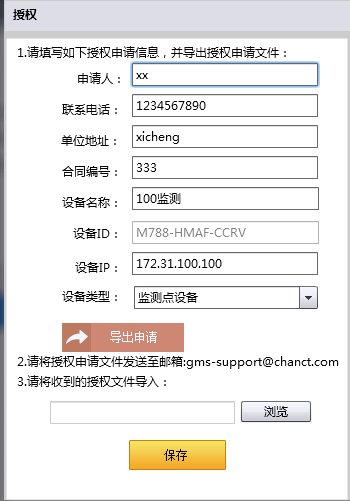 授权
1.请填写如下授权申请信息，并导出授权申请文件：
申请人： xx
联系电话： 1234567890
单位地址： xicheng
合同编号： 333
设备名称： 100监测
设备ID： M788-HMAF-CCRV
设备IP： 172.31.100.100
设备类型： 监测点设备
导出申请
2.请将授权申请文件发送至邮箱:gms-support@chanct.com
3.请将收到的授权文件导入：
浏览
保存